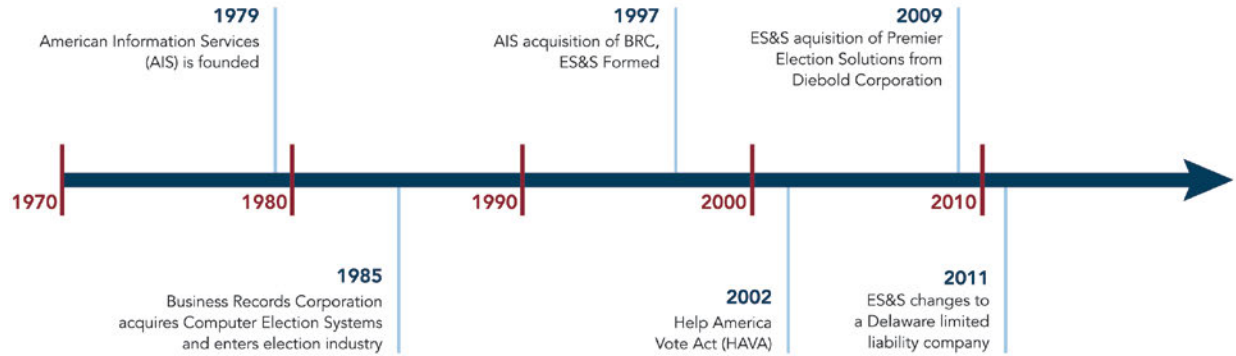 1979
American Information Services
(AIS) is founded
1997
AIS acquisition of BRC,
ES&S Formed
2009
ES&S aquisition of Premier
Election Solutions from
Diebold Corporation
1970
1980
1990
2000
2010
1985
Business Records Corporation
acquires Computer Election Systems
and enters election industry
2002
Help America
Vote Act (HAVA)
2011
ES&S changes to
a Delaware limited
liability company